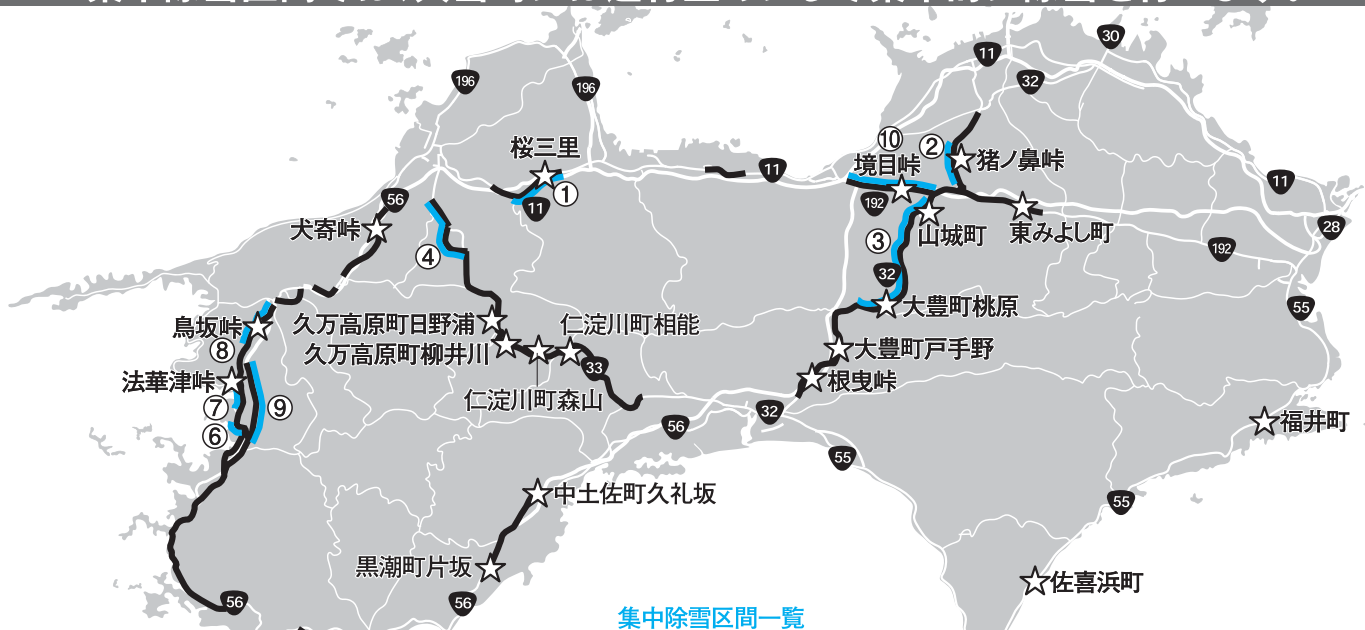 30
11
32
196
196
桜三里
⑩
②
境目峠
猪ノ鼻峠
11
①
11
192
11
56
犬寄峠
山城町
東みよし町
28
④
③
192
32
55
鳥坂峠
久万高原町日野浦
仁淀川町相能
大豊町桃原
⑧
久万高原町柳井川
大豊町戸手野
33
法華津峠
根曳峠
⑦
⑨
仁淀川町森山
⑥
56
32
福井町
55
中土佐町久礼坂
55
黒潮町片坂
佐喜浜町
56
56
集中除雪区間一覧